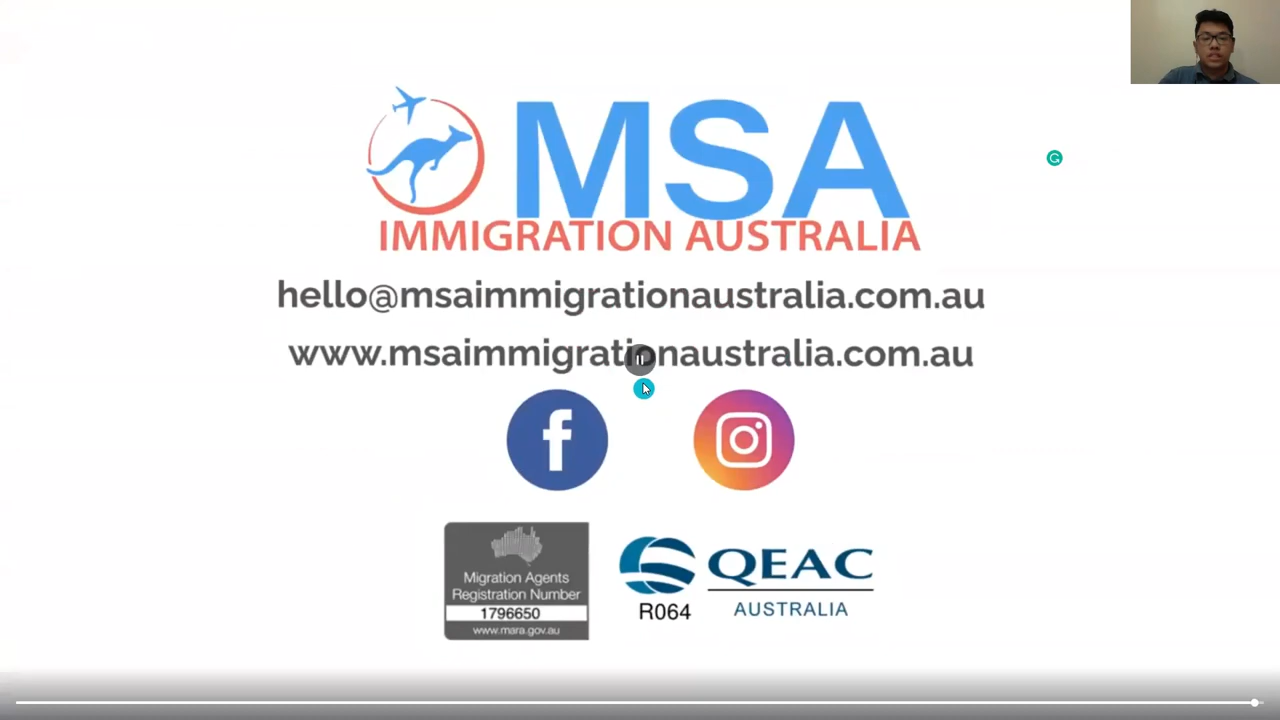 MSA
IMMIGRATION AUSTRALIA
hello@msaimmigrationaustralia.com.au
www.msaimmigrationaustralia.com.au
Migration Agents
Registration Number
1796650
www.mara.gov.au
QEAC
R064
AUSTRALIA